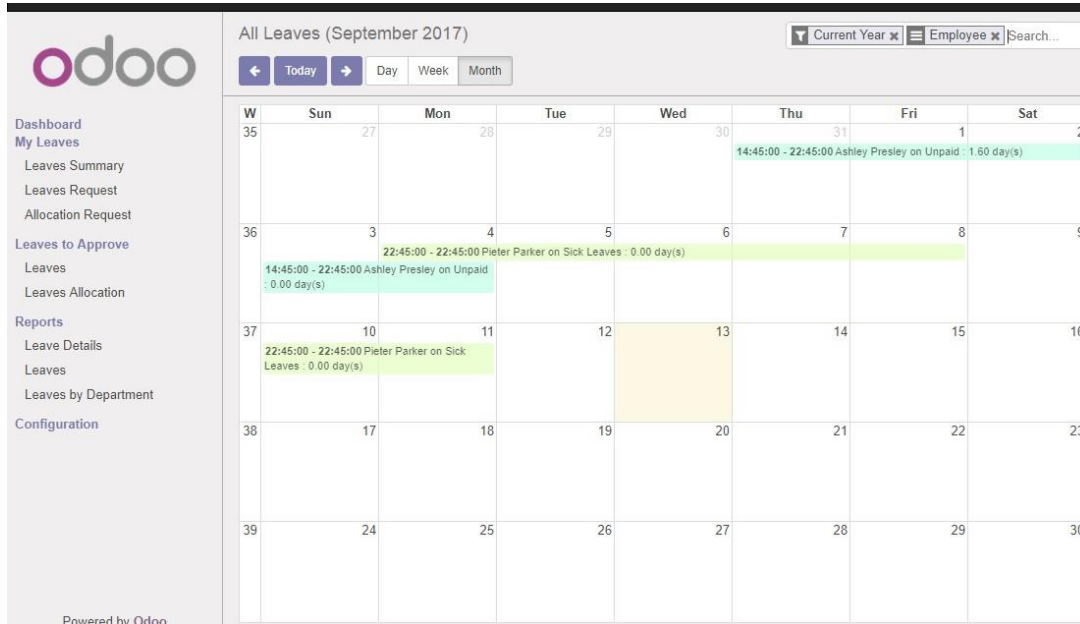 odoo
Dashboard
My Leaves
Leaves Summary
Leaves Request
Allocation Request
Leaves to Approve
Leaves
Leaves Allocation
Reports
Leave Details
Leaves
Leaves by Department
Configuration
Powered by Odoo
All Leaves (September 2017)
Current Year Employee Search...
Today Day Week Month
W Sun Mon Tue Wed Thu Fri Sat
35 27 28 29 30 31 1 2
14:45:00 - 22:45:00 Ashley Presley on Unpaid : 1.60 day(s)
36 3 4 5 6 7 8 9
22:45:00 - 22:45:00 Pieter Parker on Sick Leaves : 0.00 day(s)
14:45:00 - 22:45:00 Ashley Presley on Unpaid
: 0.00 day(s)
37 10 11 12 13 14 15 16
22:45:00 - 22:45:00 Pieter Parker on Sick
Leaves : 0.00 day(s)
38 17 18 19 20 21 22 23
39 24 25 26 27 28 29 30